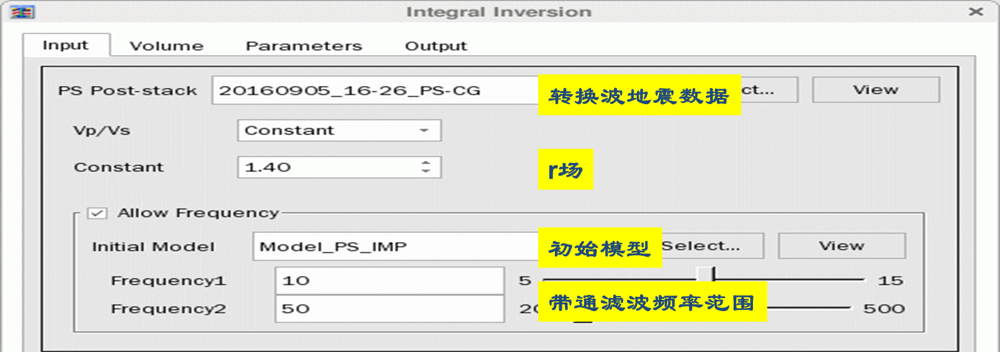 Integral Inversion
Input Volume Parameters Output
PS Post-stack 20160905_16-26_PS-CG 转换波地震数据 ct... View
Vp/Vs Constant
Constant 1.40 r场
Allow Frequency
Initial Model Model_PS_IMP 初始模型 Select... View
Frequency1 10 5 15
带通滤波频率范围
Frequency2 50 20 500